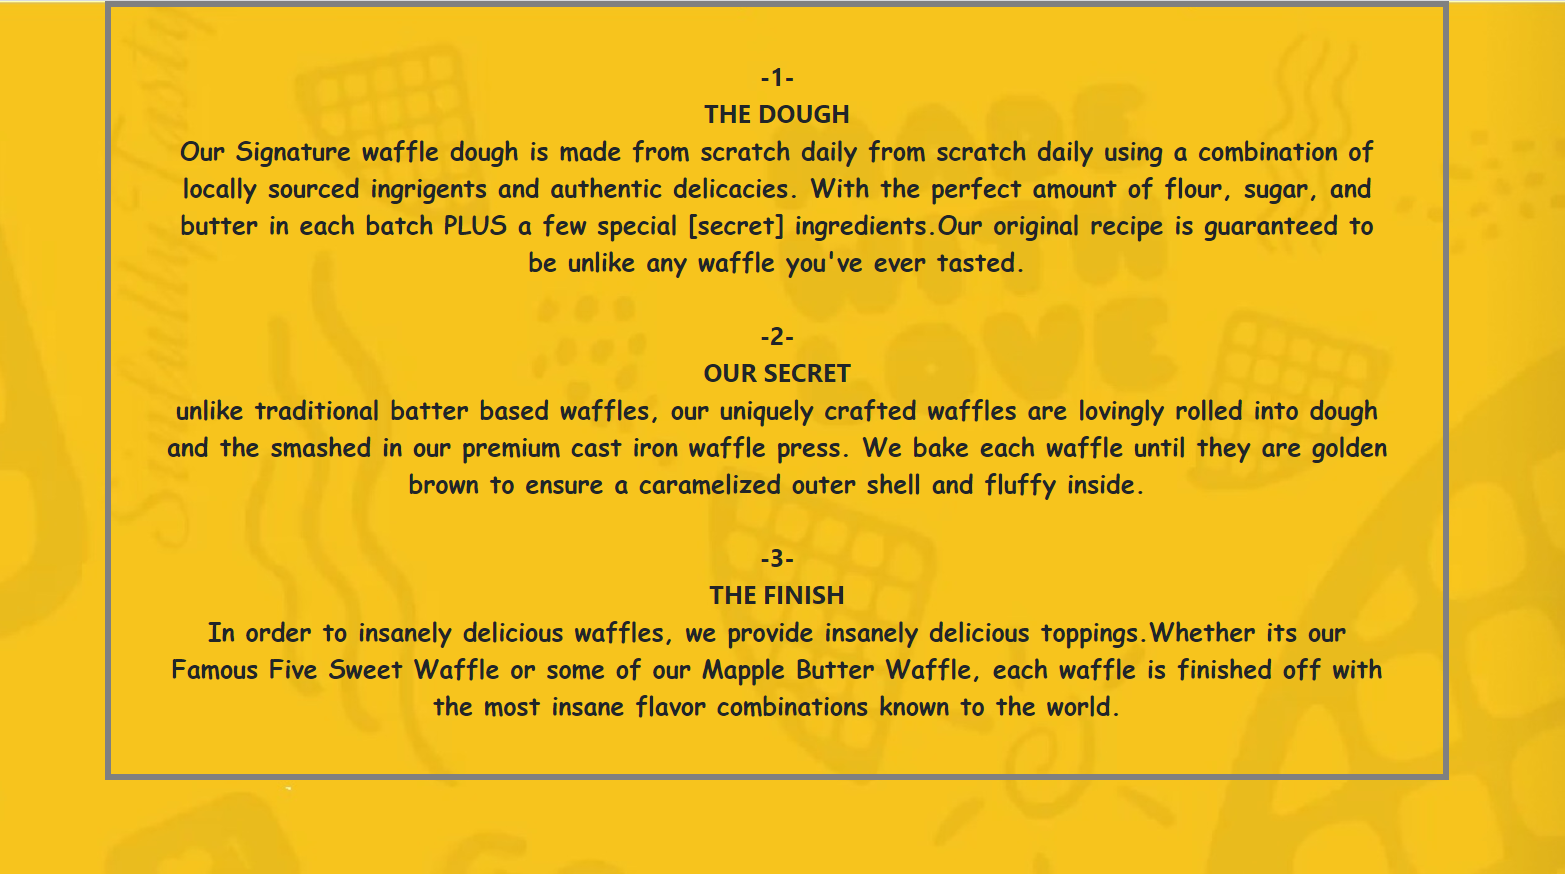 -1-
THE DOUGH
Our Signature waffle dough is made from scratch daily from scratch daily using a combination of
locally sourced ingrigents and authentic delicacies. With the perfect amount of flour, sugar, and
butter in each batch PLUS a few special [secret] ingredients.Our original recipe is guaranteed to
be unlike any waffle you've ever tasted.
-2-
OUR SECRET
unlike traditional batter based waffles, our uniquely crafted waffles are lovingly rolled into dough
and the smashed in our premium cast iron waffle press. We bake each waffle until they are golden
brown to ensure a caramelized outer shell and fluffy inside.
-3-
THE FINISH
In order to insanely delicious waffles, we provide insanely delicious toppings.Whether its our
Famous Five Sweet Waffle or some of our Mapple Butter Waffle, each waffle is finished off with
the most insane flavor combinations known to the world.
Sinfully Tasty
MADE
WITH
LOVE